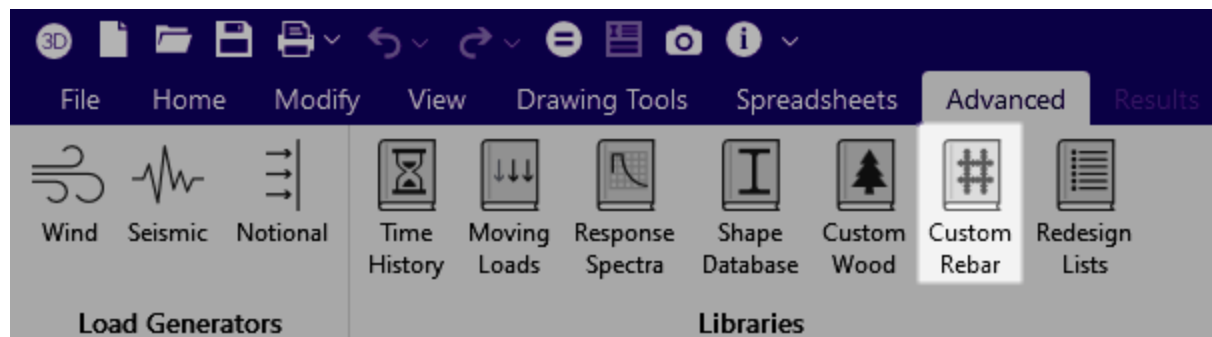 3D
File Home Modify View Drawing Tools Spreadsheets Advanced Results
Wind Seismic Notional Time History Moving Loads Response Spectra Shape Database Custom Wood Custom Rebar Redesign Lists
Load Generators Libraries